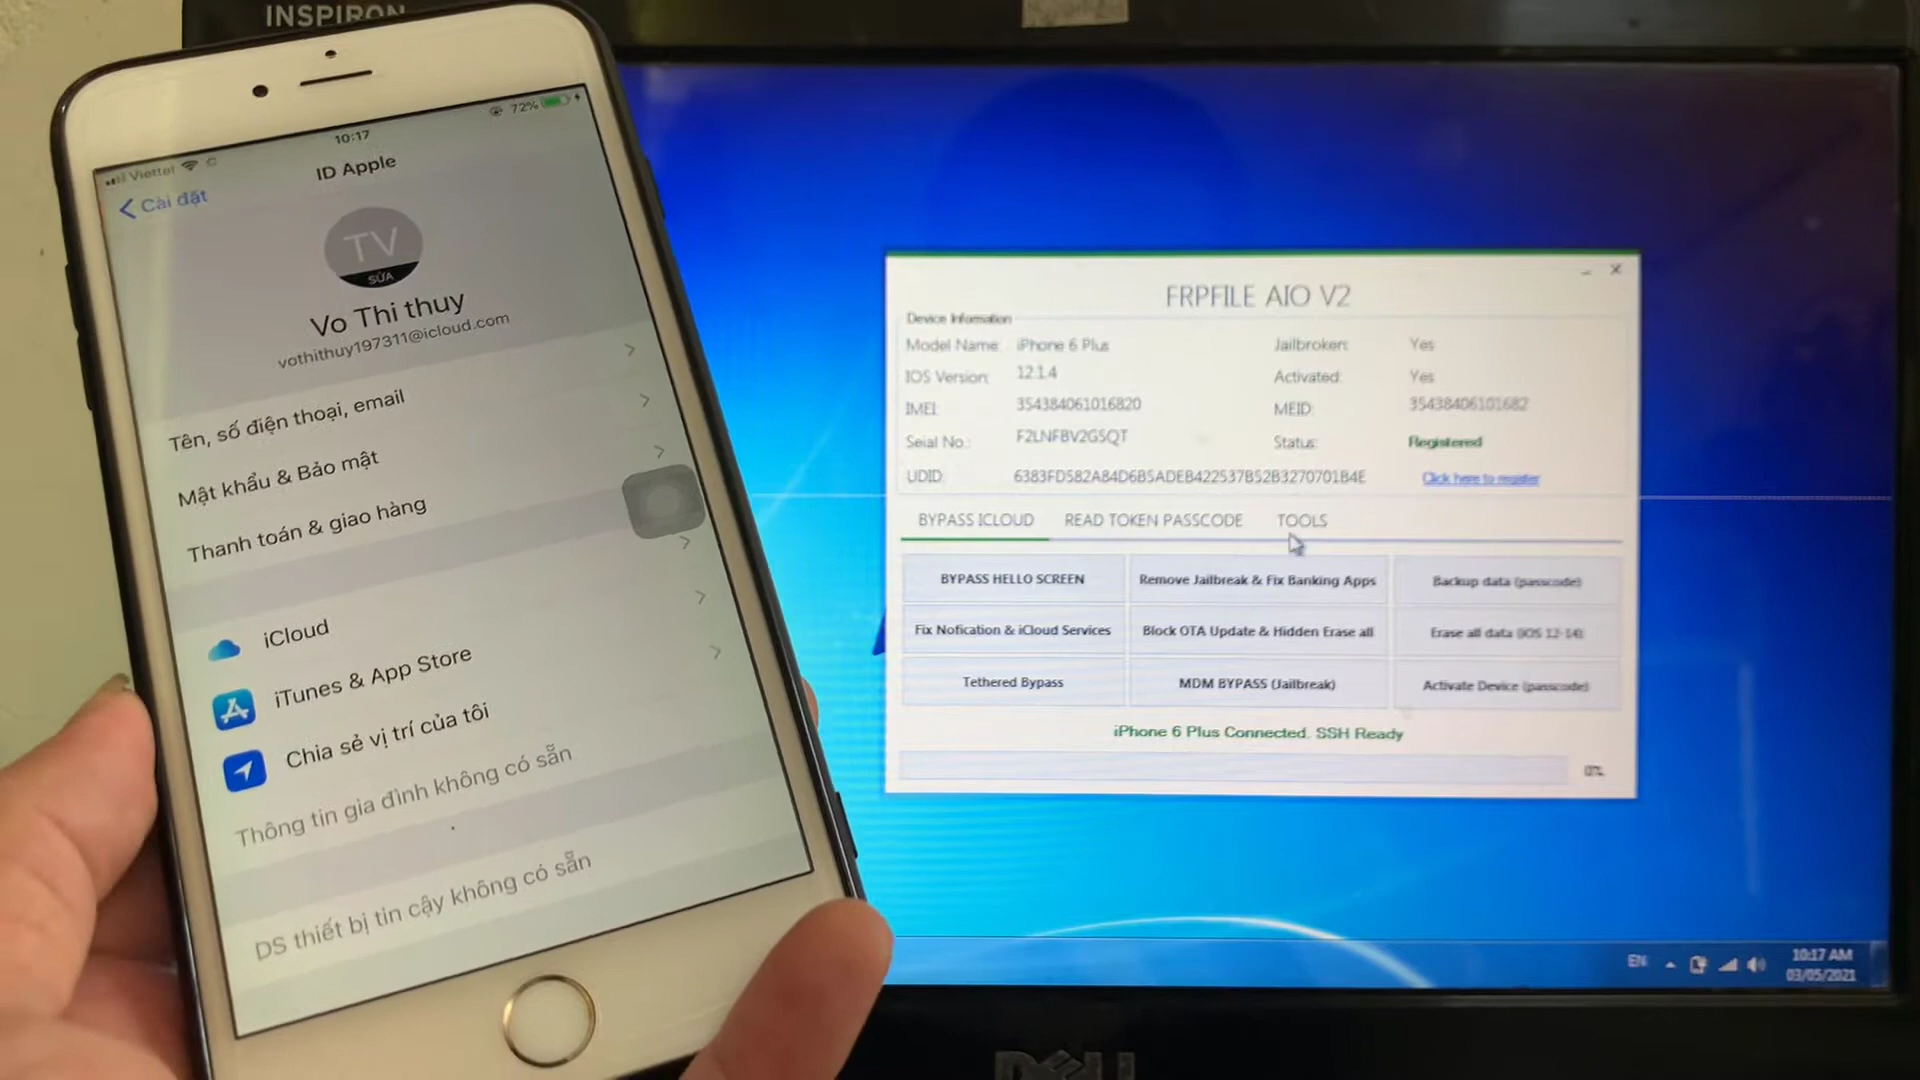 INSPIRON
Viettel
10:17
72%
Cài đặt
ID Apple
TV
SỬA
Vo Thi thuy
vothithuy197311@icloud.com
Tên, số điện thoại, email
Mật khẩu & Bảo mật
Thanh toán & giao hàng
iCloud
iTunes & App Store
Chia sẻ vị trí của tôi
Thông tin gia đình không có sẵn
DS thiết bị tin cậy không có sẵn
FRPFILE AIO V2
Device Information
Model Name: iPhone 6 Plus Jailbroken: Yes
IOS Version: 12.1.4 Activated: Yes
IMEI: 354384061016820 MEID: 35438406101682
Seial No.: F2LNFBV2G5QT Status: Registered
UDID: 6383FD582A84D6B5ADEB422537B52B3270701B4E Click here to register
BYPASS ICLOUD READ TOKEN PASSCODE TOOLS
BYPASS HELLO SCREEN Remove Jailbreak & Fix Banking Apps Backup data (passcode)
Fix Nofication & iCloud Services Block OTA Update & Hidden Erase all Erase all data (iOS 12-14)
Tethered Bypass MDM BYPASS (Jailbreak) Activate Device (passcode)
iPhone 6 Plus Connected. SSH Ready
0%
EN
10:17 AM
03/05/2021
DELL